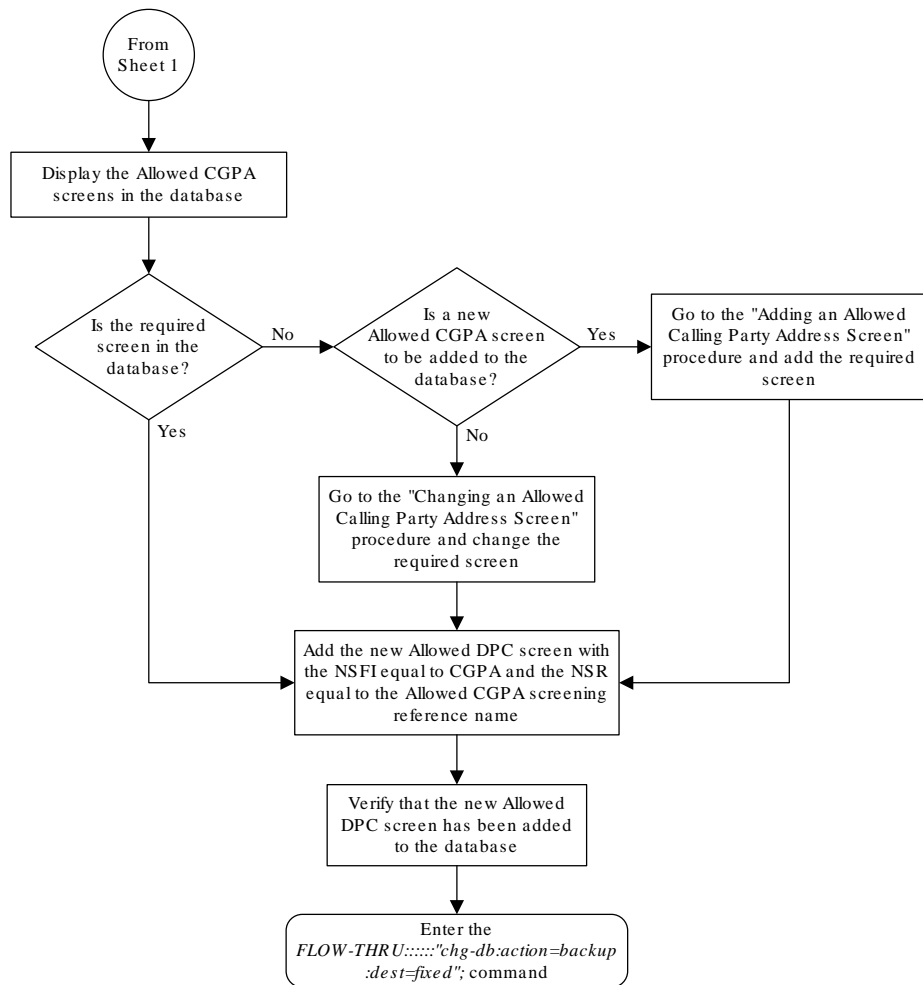 From
Sheet 1
Display the Allowed CGPA
screens in the database
Is the required
screen in the
database?
No
Yes
Is a new
Allowed CGPA screen
to be added to the
database?
Yes
No
Go to the "Adding an Allowed
Calling Party Address Screen"
procedure and add the required
screen
Go to the "Changing an Allowed
Calling Party Address Screen"
procedure and change the
required screen
Add the new Allowed DPC screen with
the NSFI equal to CGPA and the NSR
equal to the Allowed CGPA screening
reference name
Verify that the new Allowed
DPC screen has been added
to the database
Enter the
FLOW-THRU::::::"chg-db:action=backup
:dest=fixed"; command